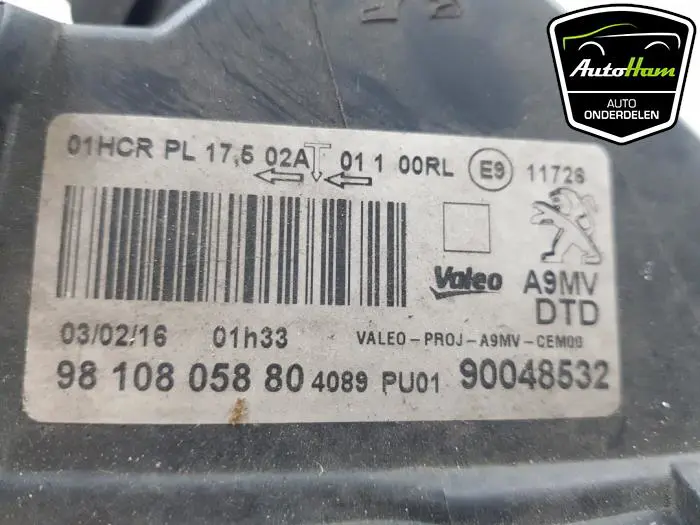 AutoHam
AUTO
ONDERDELEN
01HCR PL 17,5 02A 01 1 00RL E9 11726
Valeo
A9MV
DTD
03/02/16 01h33 VALEO-PROJ-A9MV-CEM00
98 108 058 80 4089 PU01 90048532